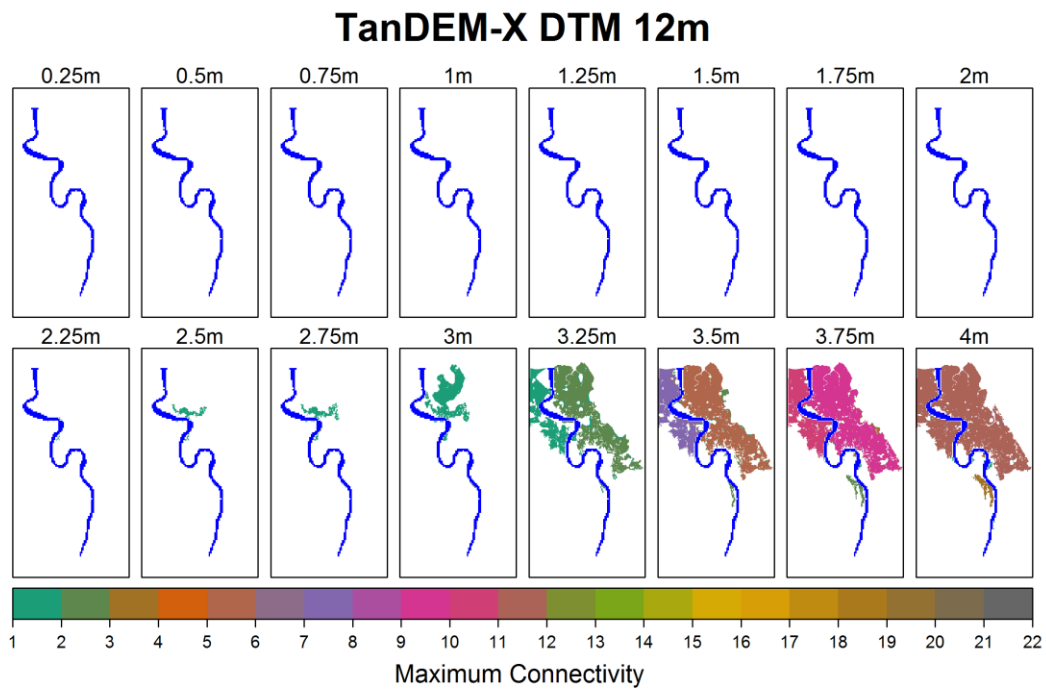 TanDEM-X DTM 12m
0.25m 0.5m 0.75m 1m 1.25m 1.5m 1.75m 2m
2.25m 2.5m 2.75m 3m 3.25m 3.5m 3.75m 4m
1 2 3 4 5 6 7 8 9 10 11 12 13 14 15 16 17 18 19 20 21 22
Maximum Connectivity